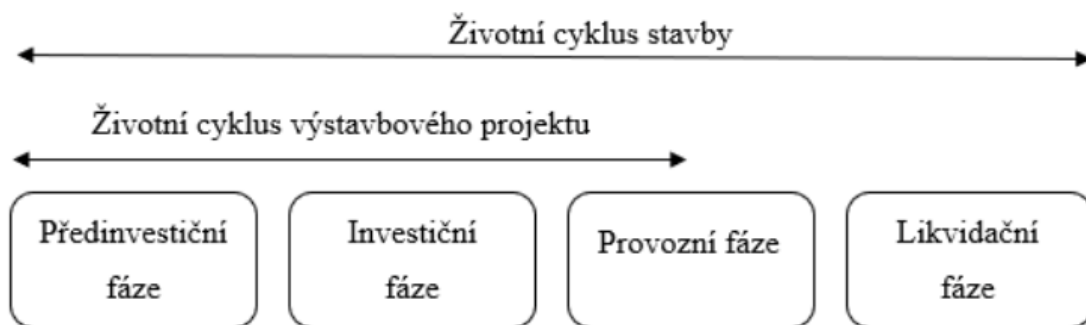 Životní cyklus stavby
Životní cyklus výstavbového projektu
Předinvestiční
fáze
Investiční
fáze
Provozní fáze
Likvidační
fáze